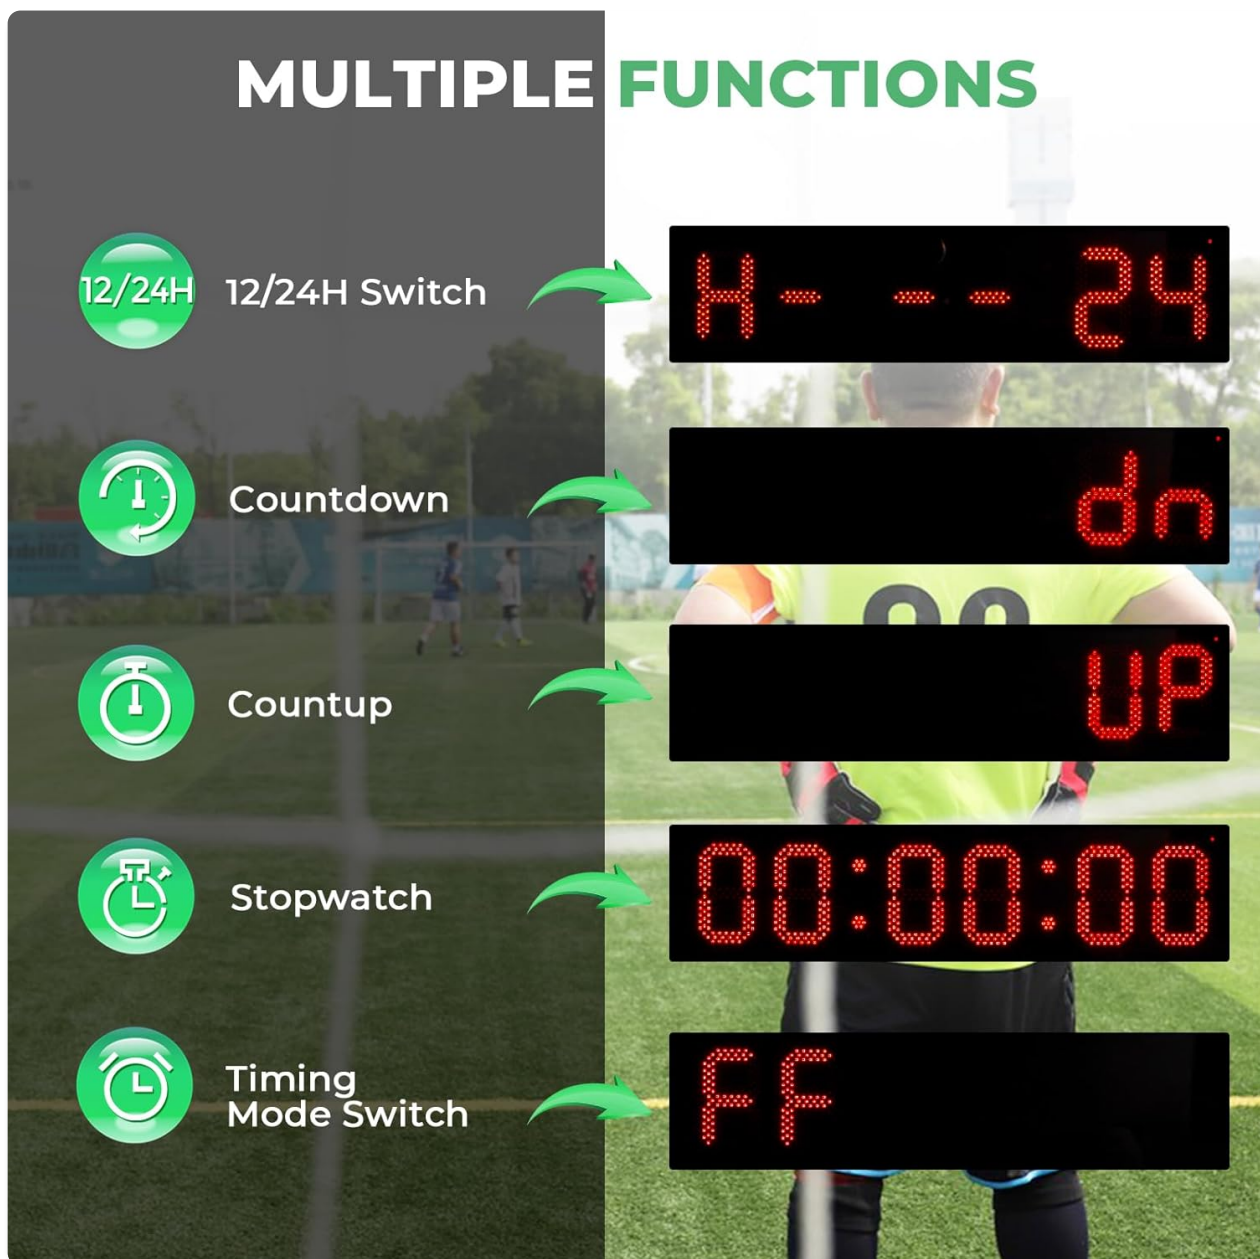 MULTIPLE FUNCTIONS
12/24H
12/24H Switch
H- -- 24
Countdown
dn
Countup
UP
Stopwatch
00:00:00
Timing
Mode Switch
FF